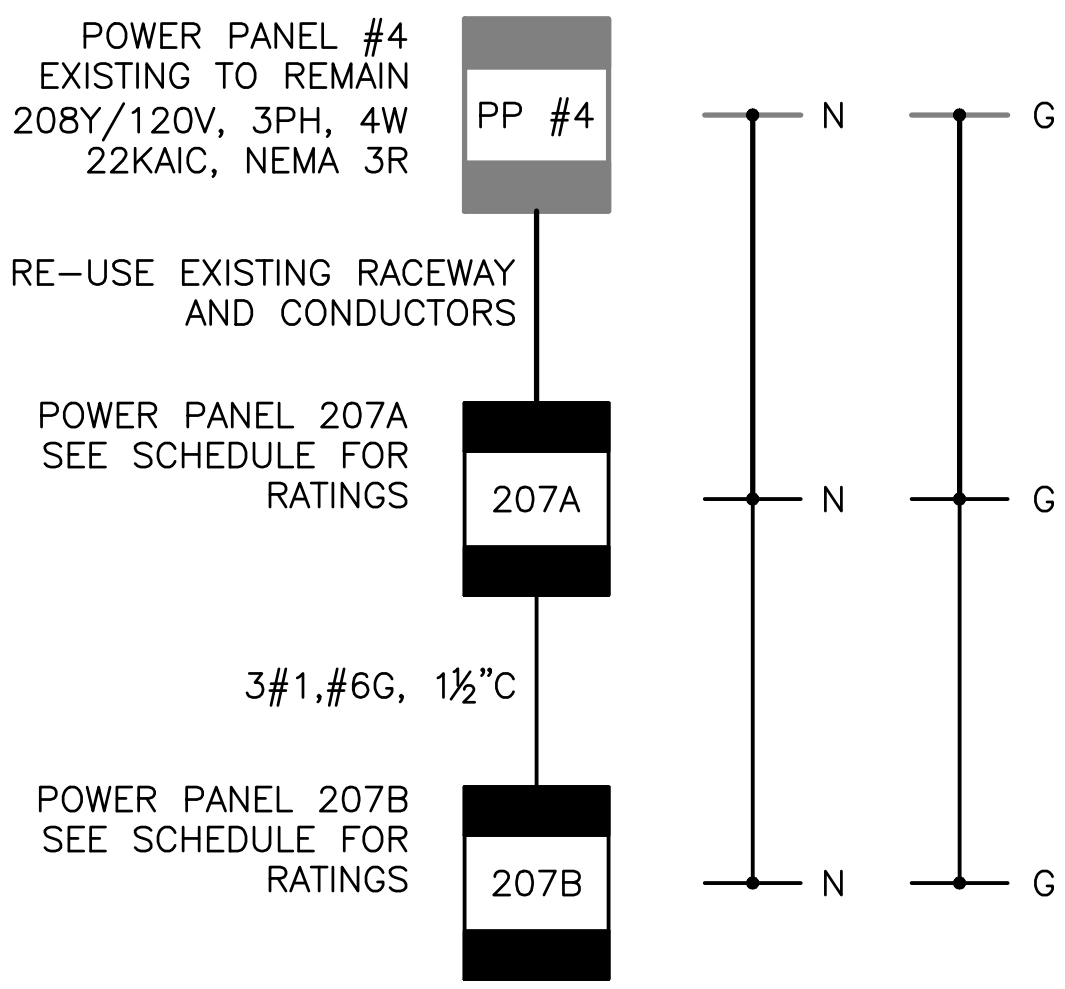 POWER PANEL #4
EXISTING TO REMAIN
208Y/120V, 3PH, 4W
22KAIC, NEMA 3R
PP #4
N
G
RE-USE EXISTING RACEWAY
AND CONDUCTORS
POWER PANEL 207A
SEE SCHEDULE FOR
RATINGS
207A
N
G
3#1,#6G, 1½"C
POWER PANEL 207B
SEE SCHEDULE FOR
RATINGS
207B
N
G